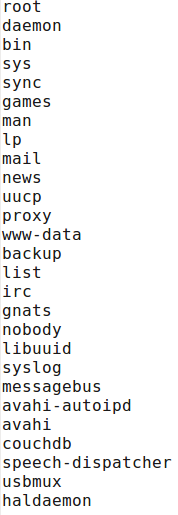 root
daemon
bin
sys
sync
games
man
lp
mail
news
uucp
proxy
www-data
backup
list
irc
gnats
nobody
libuuid
syslog
messagebus
avahi-autoipd
avahi
couchdb
speech-dispatcher
usbmux
haldaemon